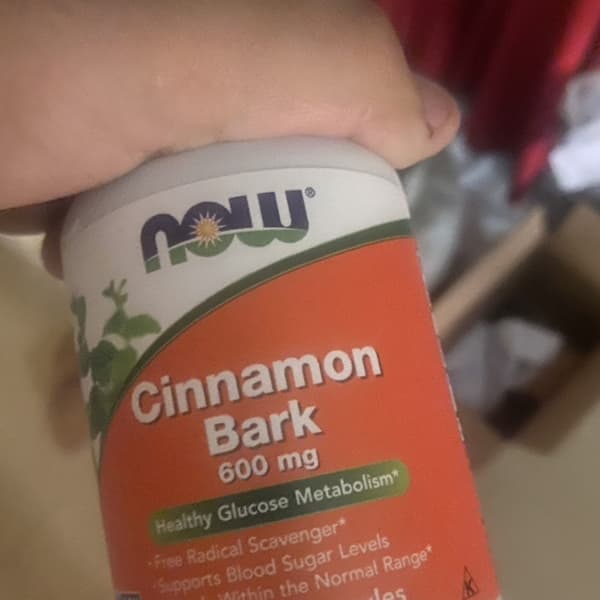 NOW®
Cinnamon
Bark
600 mg
Healthy Glucose Metabolism*
• Free Radical Scavenger*
• Supports Blood Sugar Levels
Within the Normal Range*
K